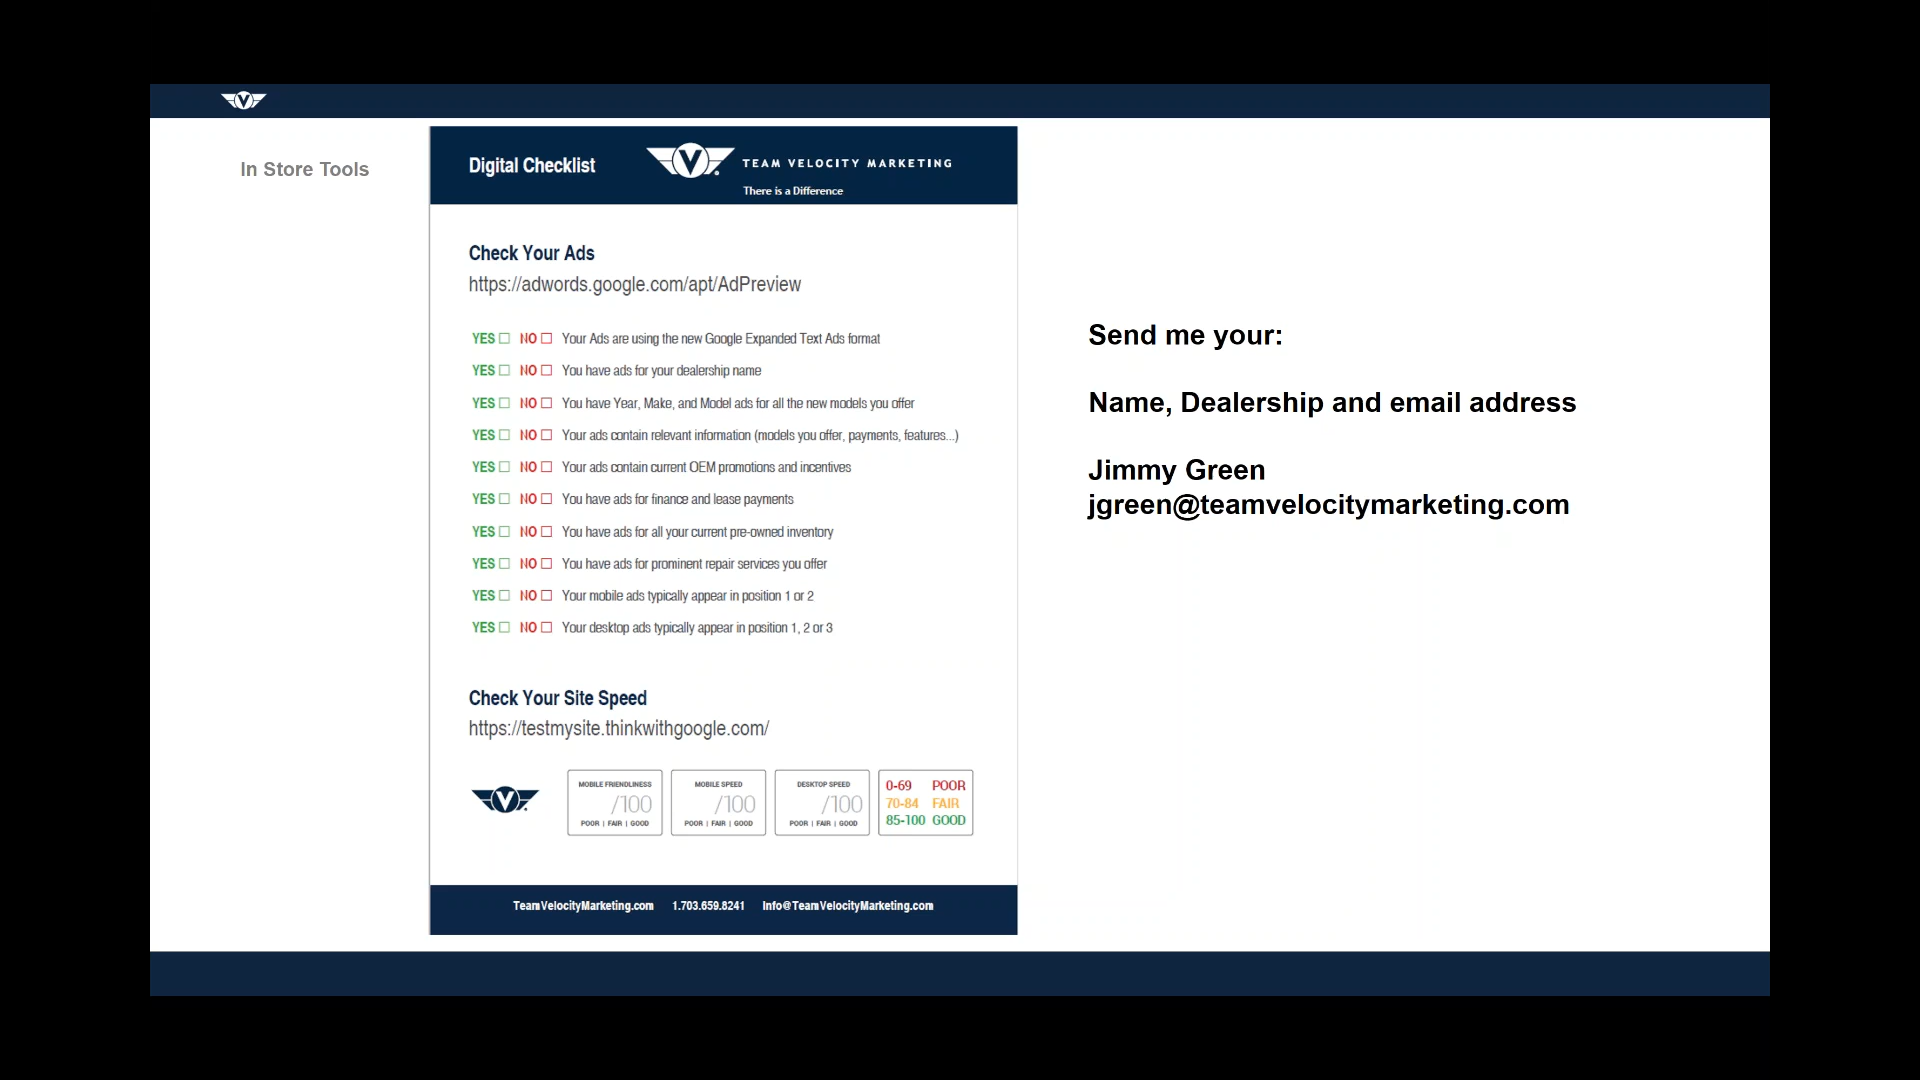 In Store Tools
Digital Checklist
V
TEAM VELOCITY MARKETING
There is a Difference
Check Your Ads
https://adwords.google.com/apt/AdPreview
YES ☐ NO ☐ Your Ads are using the new Google Expanded Text Ads format
YES ☐ NO ☐ You have ads for your dealership name
YES ☐ NO ☐ You have Year, Make, and Model ads for all the new models you offer
YES ☐ NO ☐ Your ads contain relevant information (models you offer, payments, features...)
YES ☐ NO ☐ Your ads contain current OEM promotions and incentives
YES ☐ NO ☐ You have ads for finance and lease payments
YES ☐ NO ☐ You have ads for all your current pre-owned inventory
YES ☐ NO ☐ You have ads for prominent repair services you offer
YES ☐ NO ☐ Your mobile ads typically appear in position 1 or 2
YES ☐ NO ☐ Your desktop ads typically appear in position 1, 2 or 3
Check Your Site Speed
https://testmysite.thinkwithgoogle.com/
V
MOBILE FRIENDLINESS
/100
POOR | FAIR | GOOD
MOBILE SPEED
/100
POOR | FAIR | GOOD
DESKTOP SPEED
/100
POOR | FAIR | GOOD
0-69 POOR
70-84 FAIR
85-100 GOOD
TeamVelocityMarketing.com 1.703.659.8241 Info@TeamVelocityMarketing.com
Send me your:
Name, Dealership and email address
Jimmy Green
jgreen@teamvelocitymarketing.com